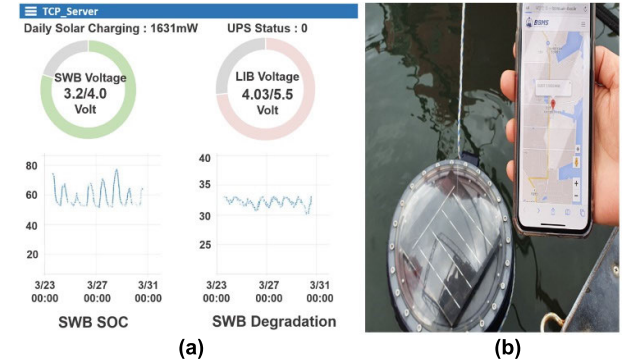 TCP_Server
Daily Solar Charging : 1631mW
UPS Status : 0
SWB Voltage
3.2/4.0
Volt
LIB Voltage
4.03/5.5
Volt
80
60
40
20
3/23
00:00
3/27
00:00
3/31
00:00
SWB SOC
40
35
30
25
3/23
00:00
3/27
00:00
3/31
00:00
SWB Degradation
(a)
(b)